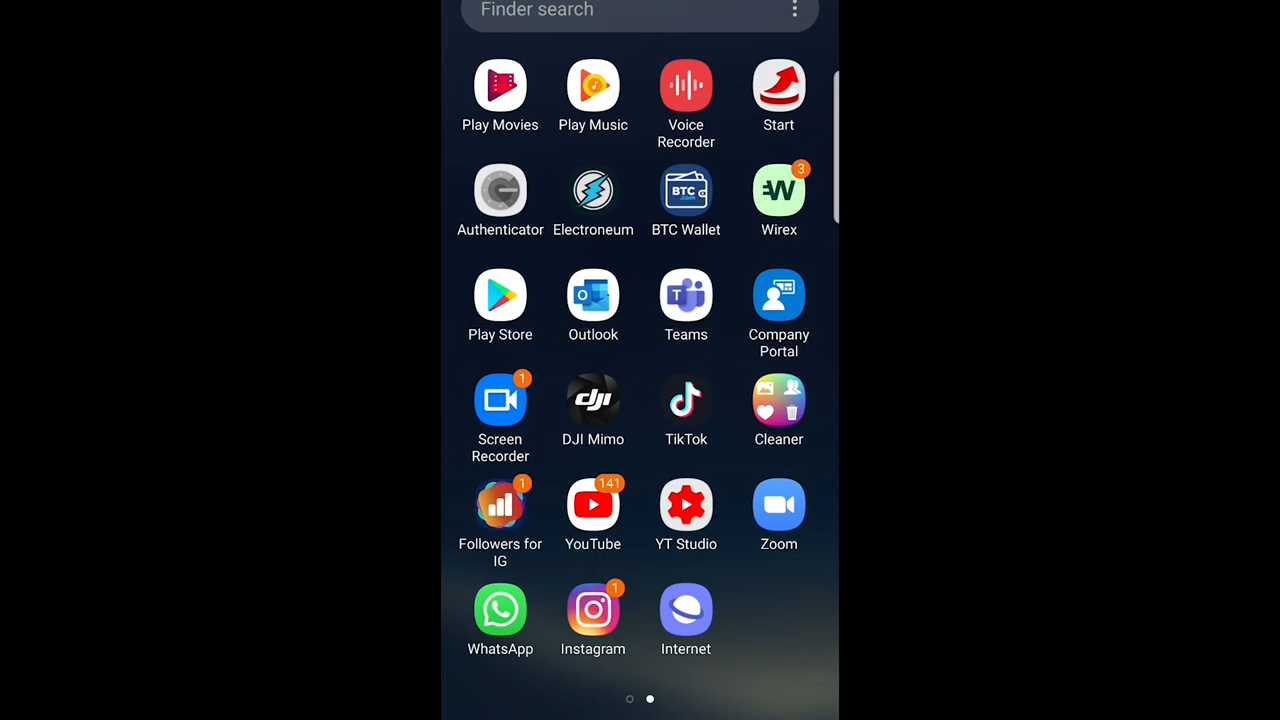 Finder search
Play Movies
Play Music
Voice
Recorder
Start
Authenticator
Electroneum
BTC
.com
BTC Wallet
3
W
Wirex
Play Store
O
Outlook
T
Teams
Company
Portal
1
Screen
Recorder
dji
DJI Mimo
TikTok
Cleaner
1
Followers for
IG
141
YouTube
YT Studio
Zoom
WhatsApp
1
Instagram
Internet